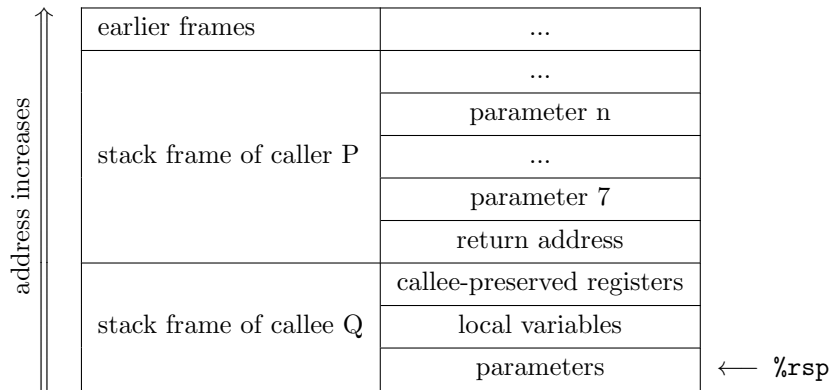 earlier frames ...
...
parameter n
stack frame of caller P ...
parameter 7
return address
callee-preserved registers
stack frame of callee Q local variables
parameters ⟵ %rsp
address increases